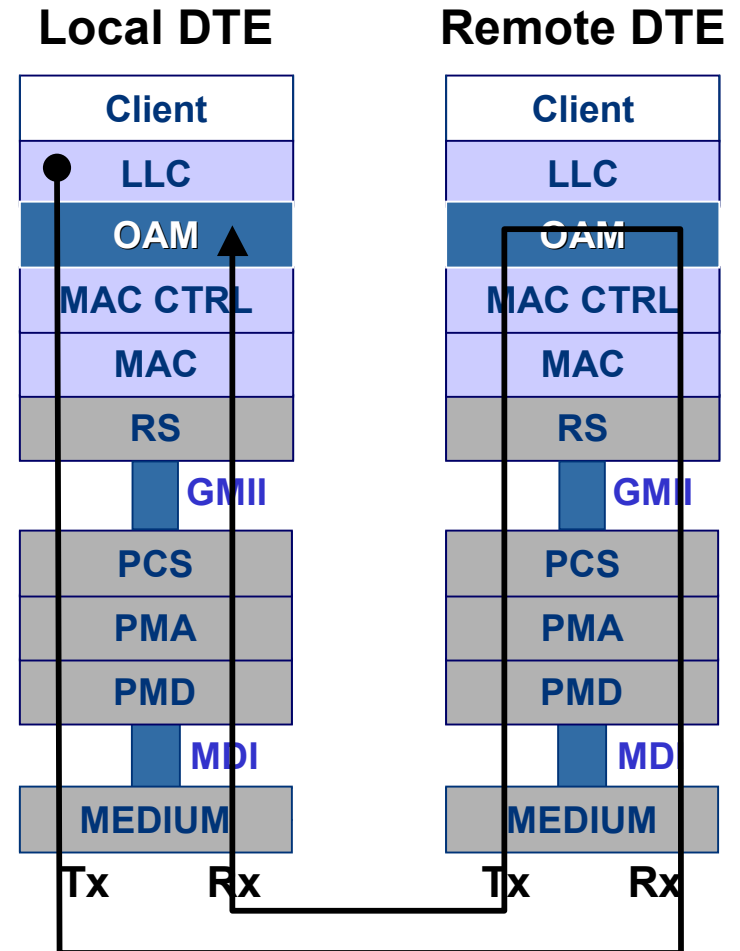 Local DTE
Remote DTE
Client
LLC
OAM
MAC CTRL
MAC
RS
GMII
PCS
PMA
PMD
MDI
MEDIUM
Tx Rx
Client
LLC
OAM
MAC CTRL
MAC
RS
GMII
PCS
PMA
PMD
MDI
MEDIUM
Tx Rx